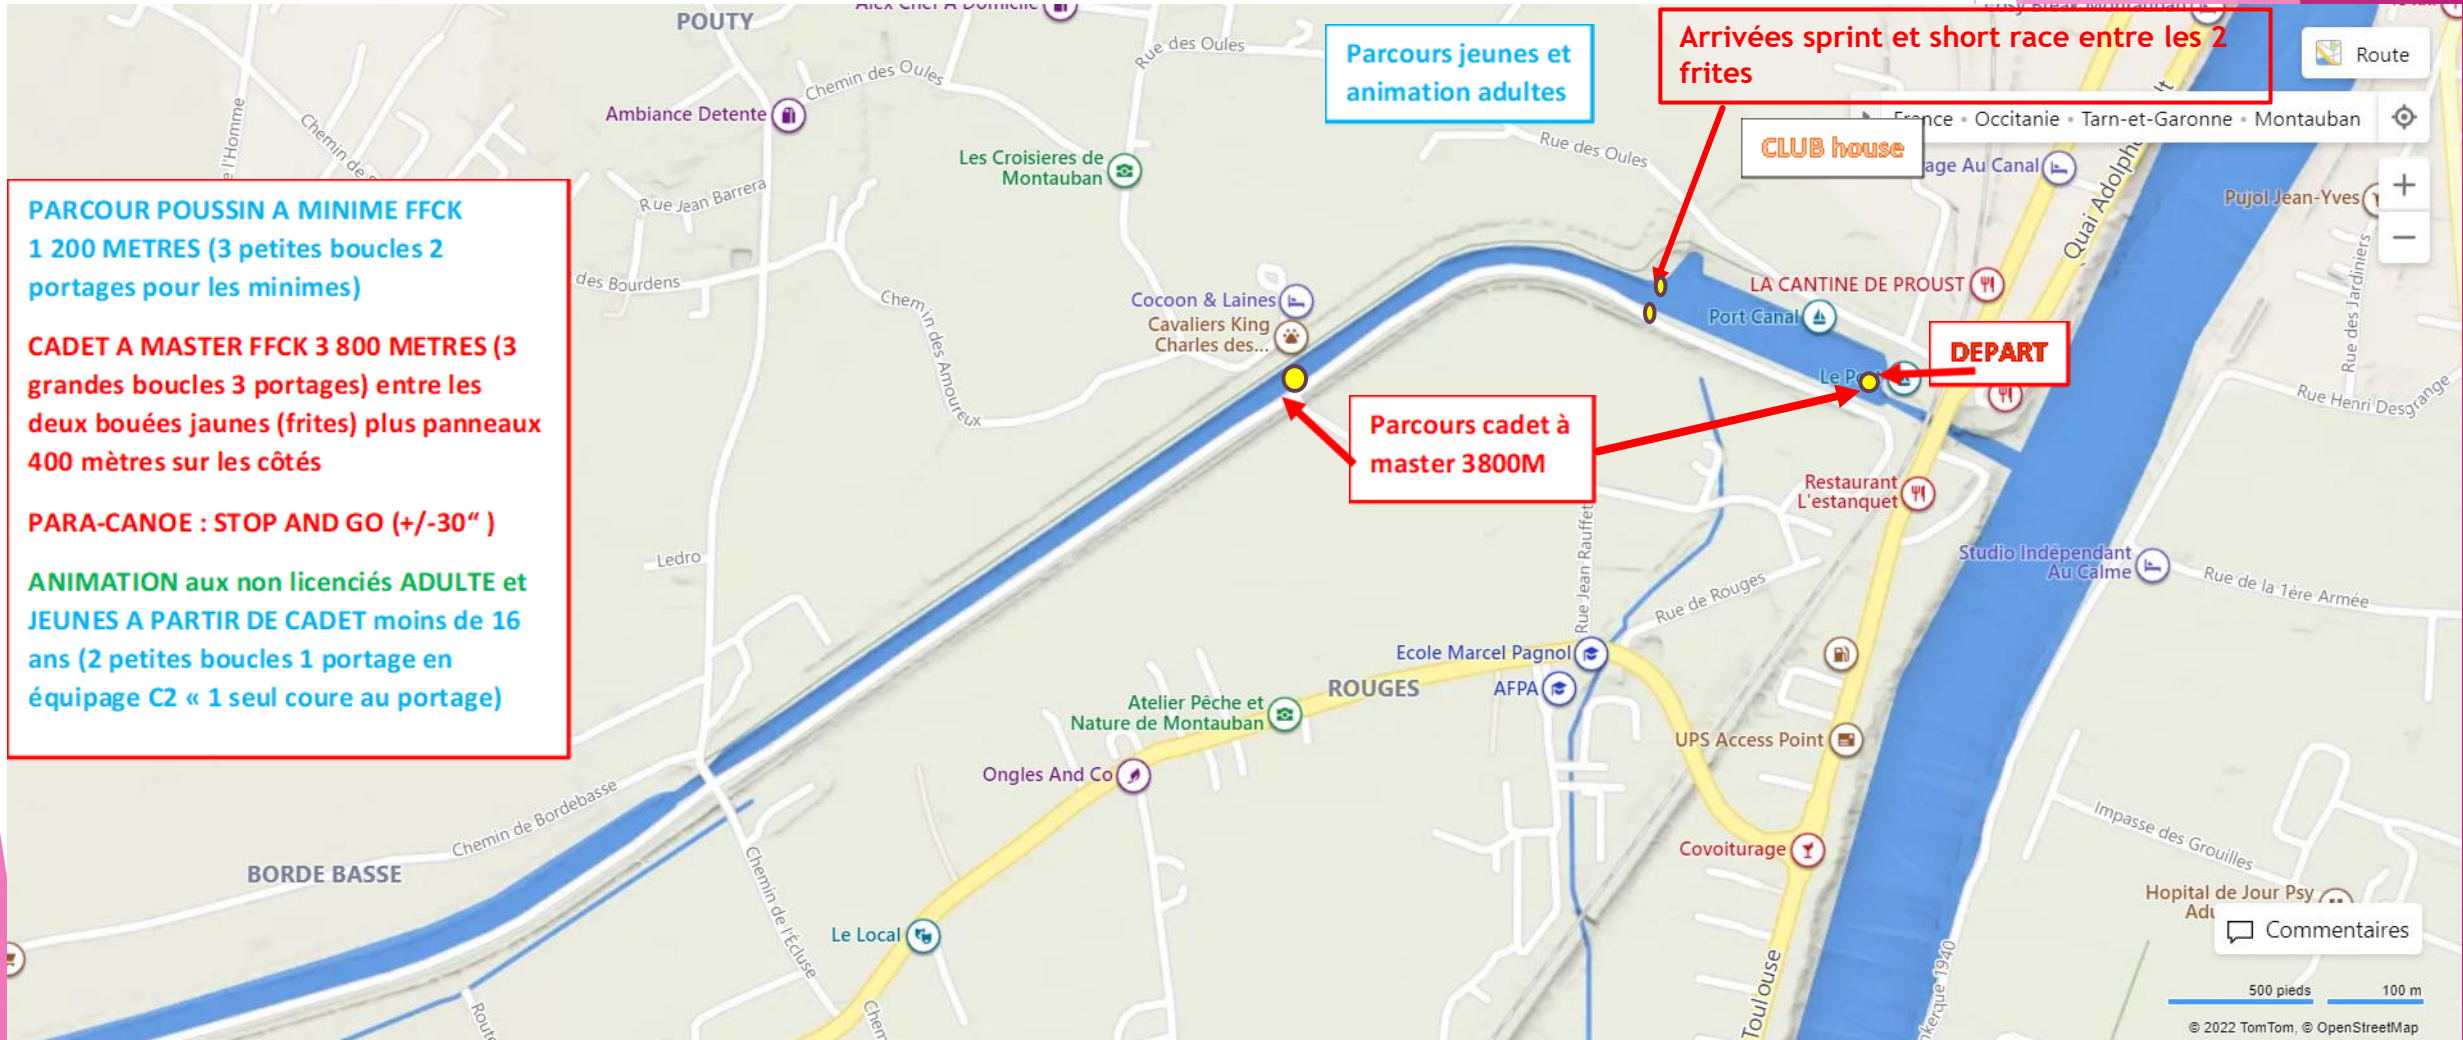 POUTY
Rue des Oules
Chemin des Oules
Ambiance Detente
Les Croisieres de
Montauban
Rue Jean Barrera
des Bourdens
Chemin des Amoureux
Cocoon & Laines
Cavaliers King
Charles des...
Ledro
Parcours jeunes et
animation adultes
Arrivées sprint et short race entre les 2
frites
Route
France • Occitanie • Tarn-et-Garonne • Montauban
CLUB house
Rue des Oules
age Au Canal
Quai Adolph
Pujol Jean-Yves
Rue des Jardiniers
LA CANTINE DE PROUST
Port Canal
DEPART
Rue Henri Desgrange
PARCOUR POUSSIN A MINIME FFCK
1 200 METRES (3 petites boucles 2
portages pour les minimes)
CADET A MASTER FFCK 3 800 METRES (3
grandes boucles 3 portages) entre les
deux bouées jaunes (frites) plus panneaux
400 mètres sur les côtés
PARA-CANOE : STOP AND GO (+/-30“ )
ANIMATION aux non licenciés ADULTE et
JEUNES A PARTIR DE CADET moins de 16
ans (2 petites boucles 1 portage en
équipage C2 « 1 seul coure au portage)
Parcours cadet à
master 3800M
Restaurant
L'estanquet
Studio Indépendant
Au Calme
Rue de la 1ère Armée
Rue Jean Rauffet
Rue de Rouges
Ecole Marcel Pagnol
AFPA
ROUGES
Atelier Pêche et
Nature de Montauban
UPS Access Point
Ongles And Co
Chemin de Bordebasse
BORDE BASSE
Chemin de l'Écluse
Le Local
Covoiturage
Impasse des Grouilles
Hopital de Jour Psy
Commentaires
Toulouse
500 pieds
100 m
© 2022 TomTom, © OpenStreetMap